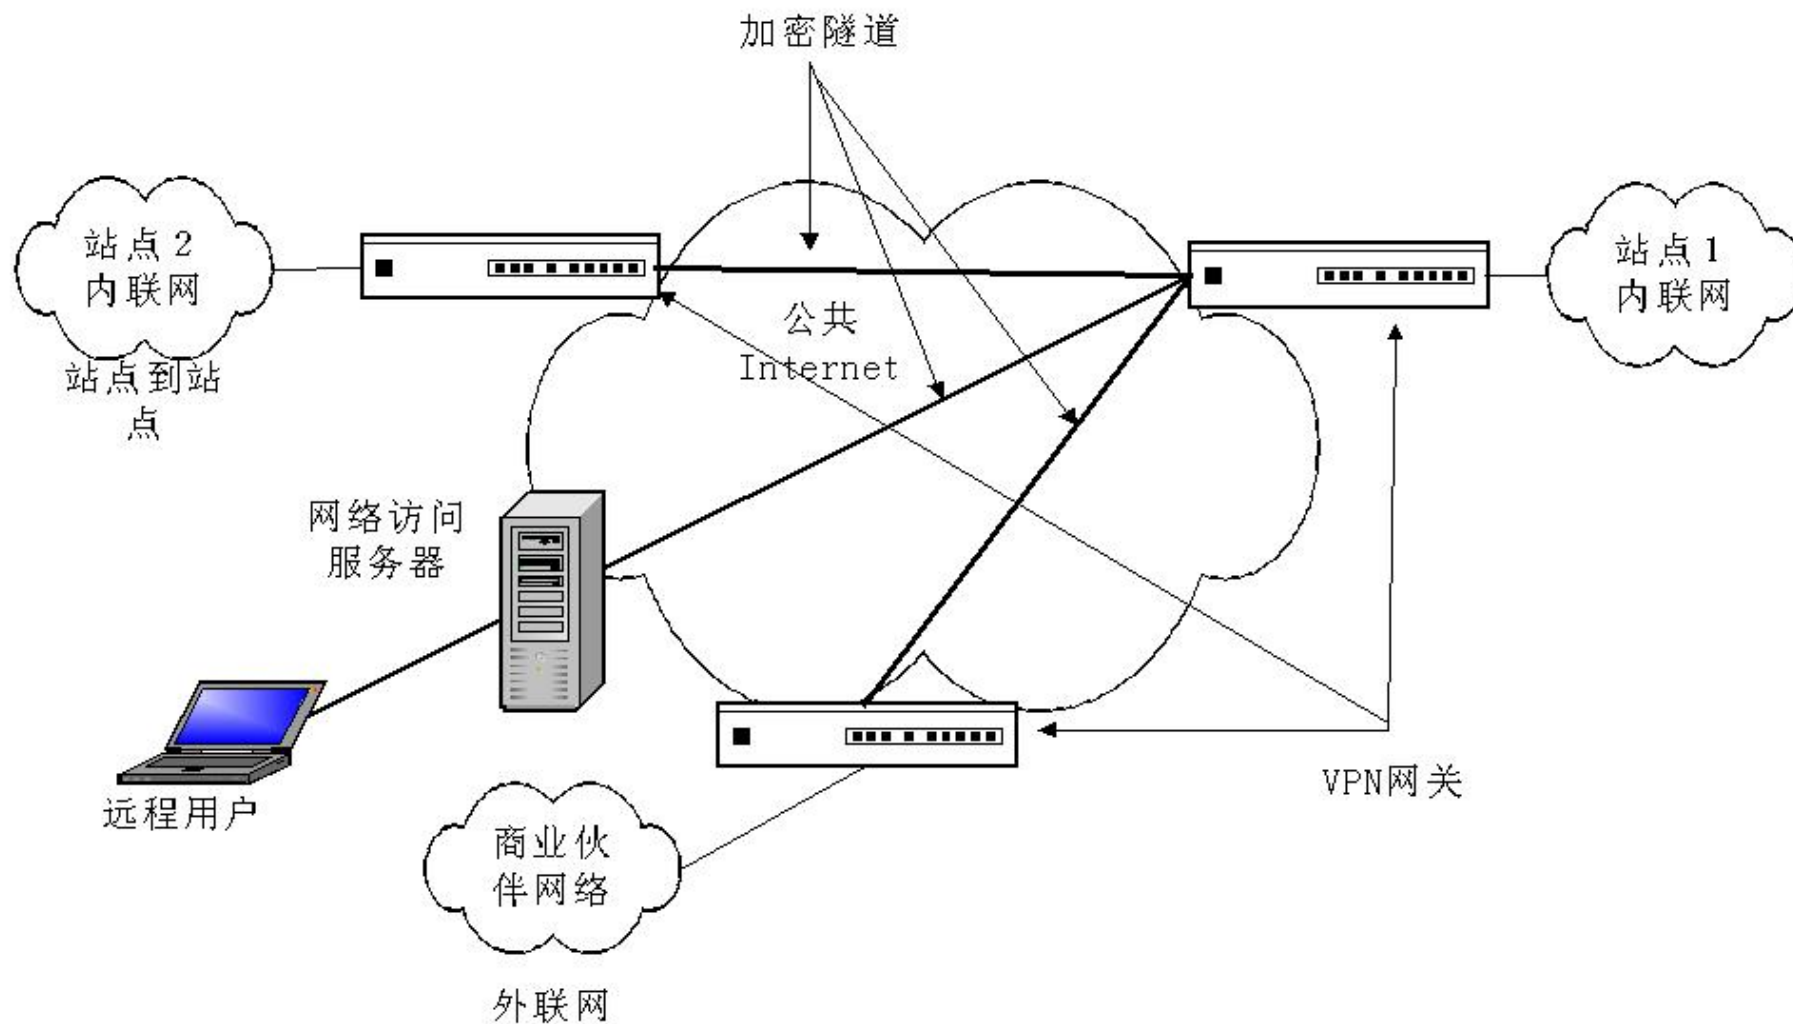 加密隧道
站点2
内联网
站点到站
点
公共
Internet
站点1
内联网
网络访问
服务器
远程用户
VPN网关
商业伙
伴网络
外联网